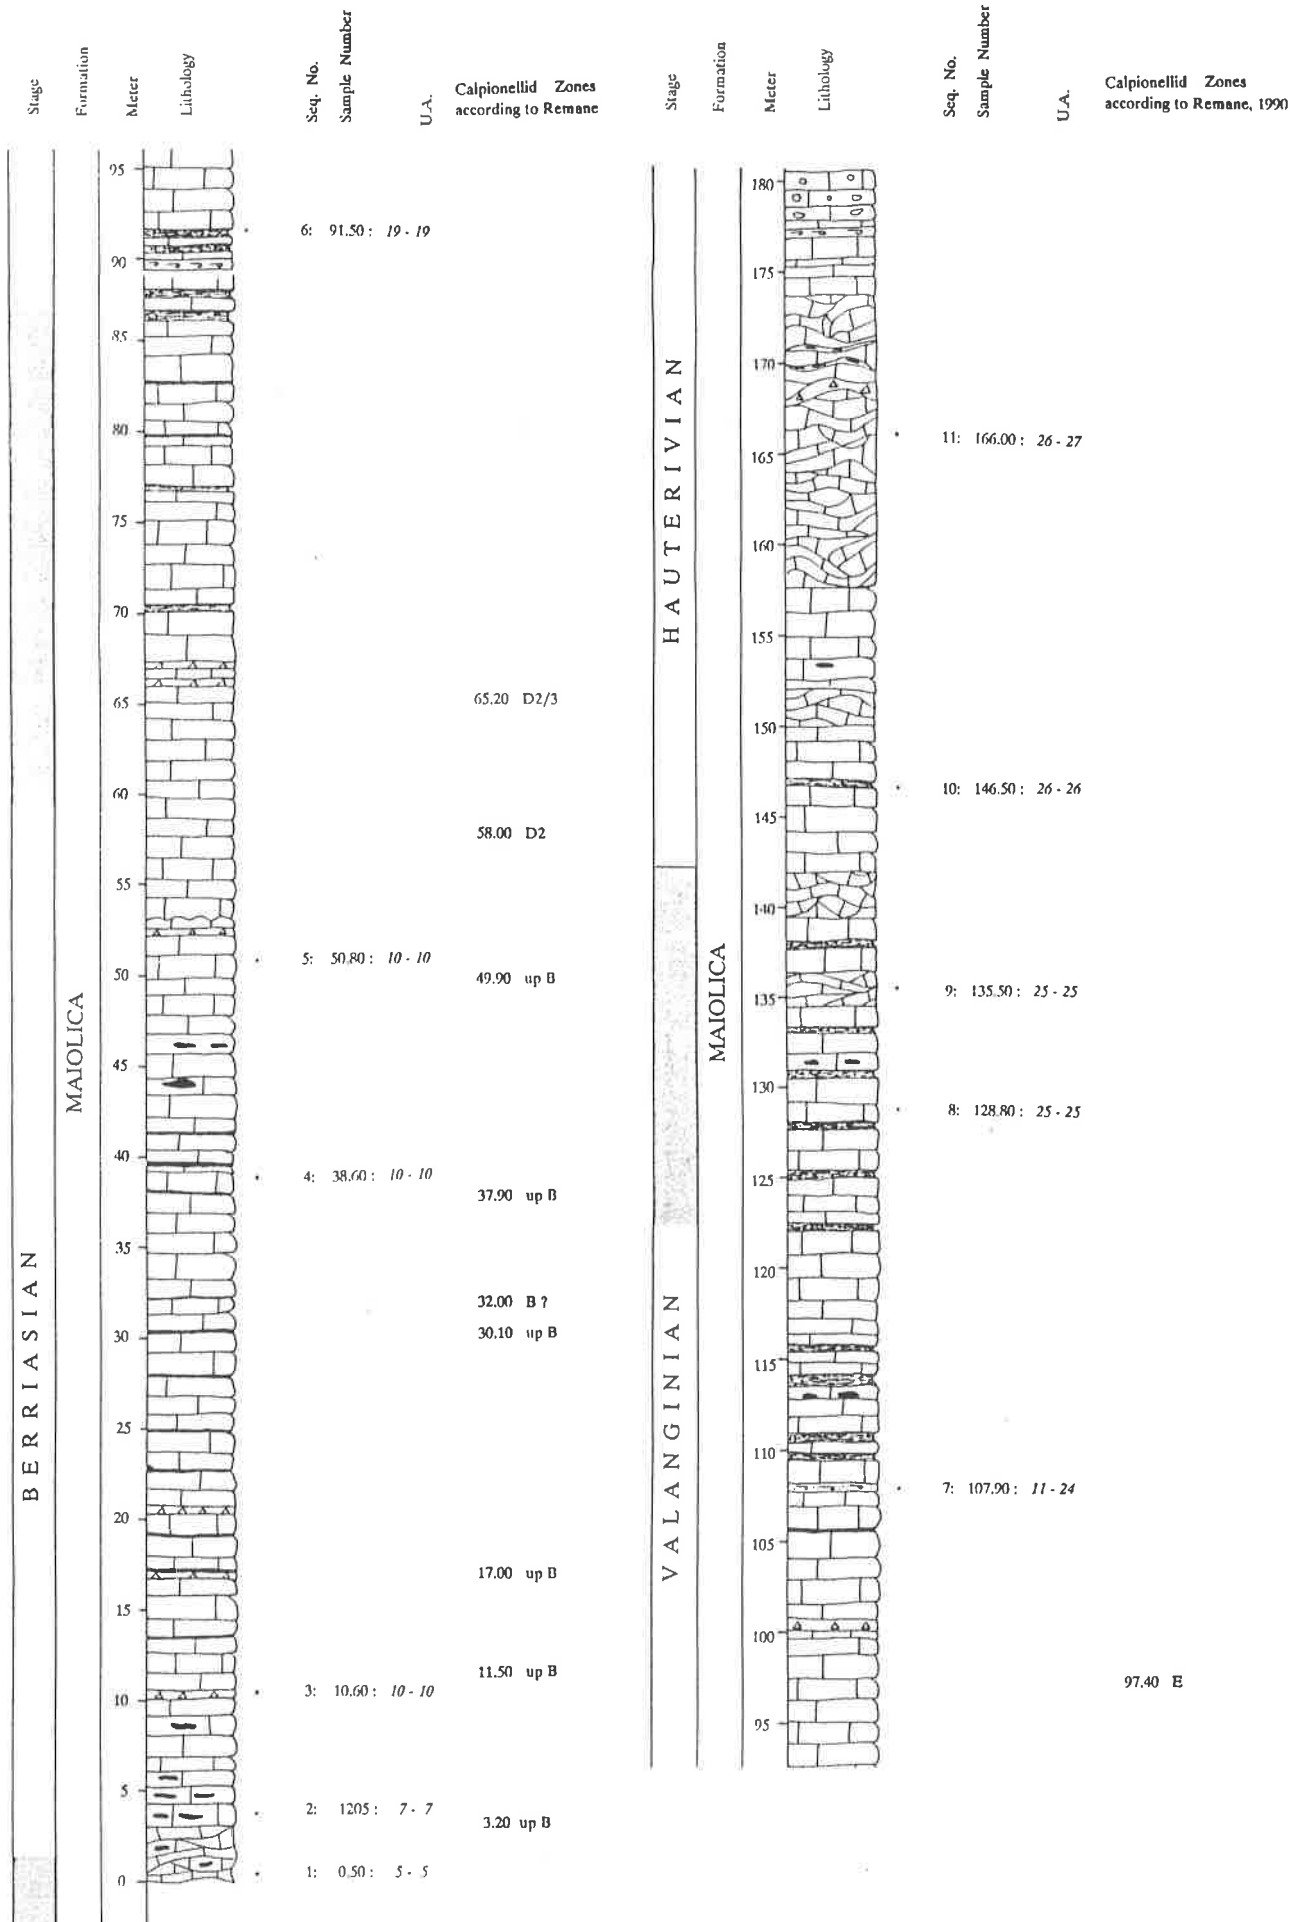 Stage
Formation
Meter
Lithology
Seq. No.
Sample Number
U.A.
Calpionellid Zones
according to Remane
95
90
85
80
75
70
65
60
55
50
45
40
35
30
25
20
15
10
5
0
BERRIASIAN
MAIOLICA
6: 91.50 : 19 - 19
65.20 D2/3
58.00 D2
5: 50.80 : 10 - 10
49.90 up B
4: 38.60 : 10 - 10
37.90 up B
32.00 B ?
30.10 up B
17.00 up B
11.50 up B
3: 10.60 : 10 - 10
2: 1205 : 7 - 7
3.20 up B
1: 0.50 : 5 - 5
Stage
Formation
Meter
Lithology
Seq. No.
Sample Number
U.A.
Calpionellid Zones
according to Remane, 1990
180
175
170
165
160
155
150
145
140
135
130
125
120
115
110
105
100
95
HAUTERIVIAN
VALANGINIAN
MAIOLICA
11: 166.00 : 26 - 27
10: 146.50 : 26 - 26
9: 135.50 : 25 - 25
8: 128.80 : 25 - 25
7: 107.90 : 11 - 24
97.40 E